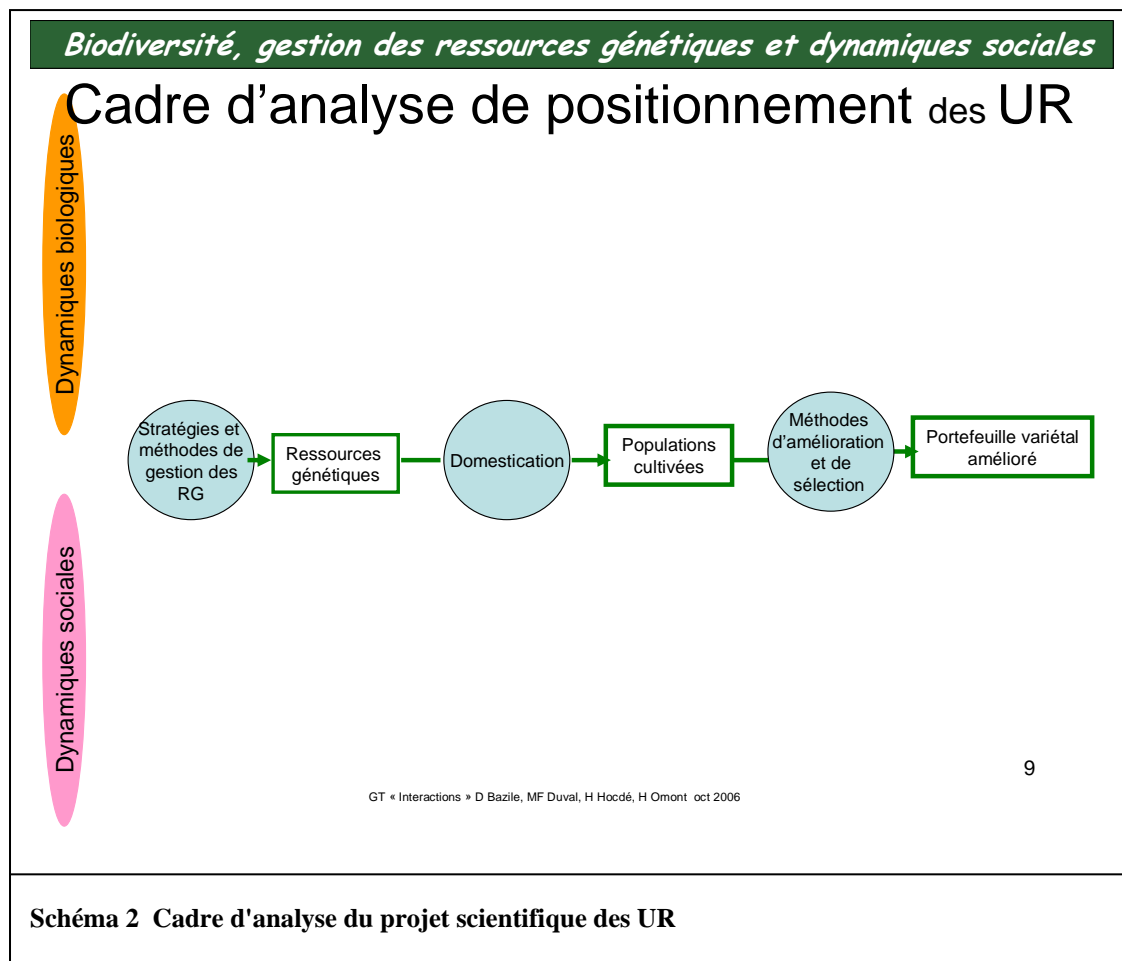 Biodiversité, gestion des ressources génétiques et dynamiques sociales
Cadre d'analyse de positionnement des UR
Dynamiques biologiques
Stratégies et
méthodes de
gestion des
RG
Ressources
génétiques
Domestication
Populations
cultivées
Méthodes
d'amélioration
et de
sélection
Portefeuille variétal
amélioré
Dynamiques sociales
9
GT « Interactions » D Bazile, MF Duval, H Hocdé, H Omont oct 2006
Schéma 2 Cadre d'analyse du projet scientifique des UR